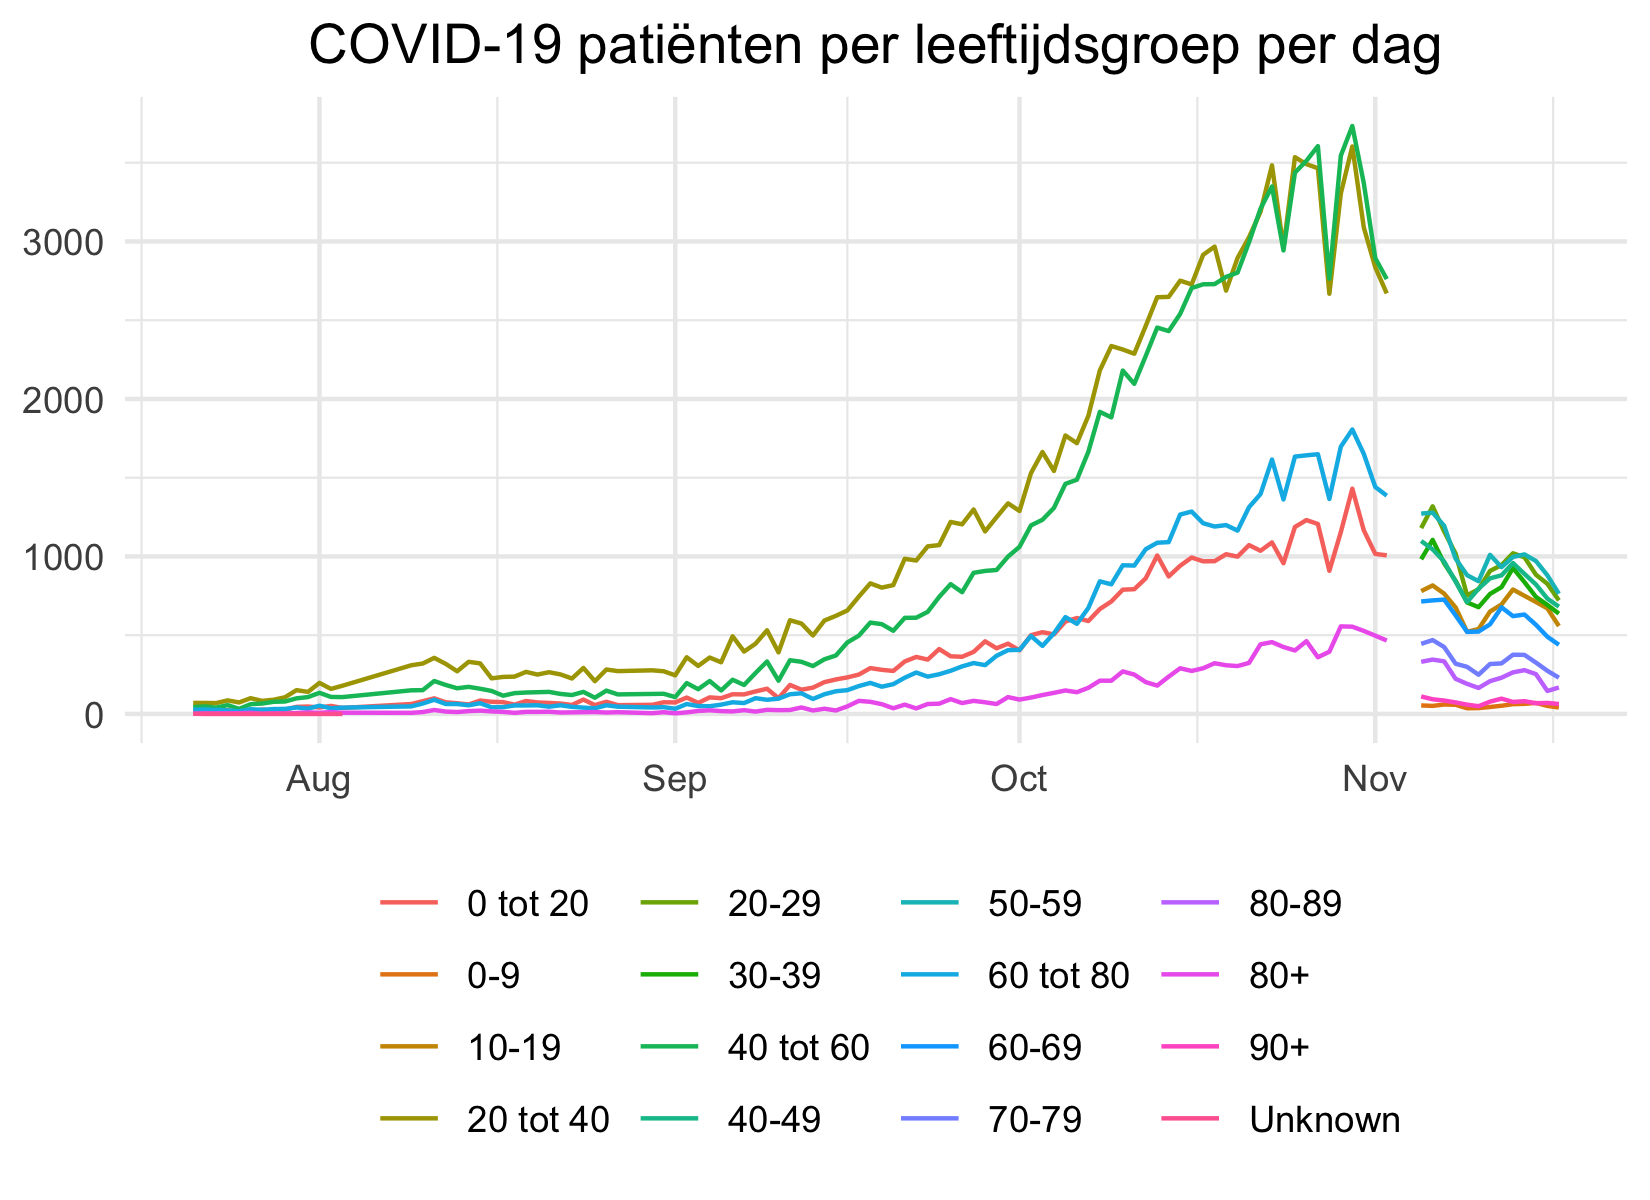 COVID-19 patiënten per leeftijdsgroep per dag
3000
2000
1000
0
Aug Sep Oct Nov
0 tot 20 20-29 50-59 80-89
0-9 30-39 60 tot 80 80+
10-19 40 tot 60 60-69 90+
20 tot 40 40-49 70-79 Unknown